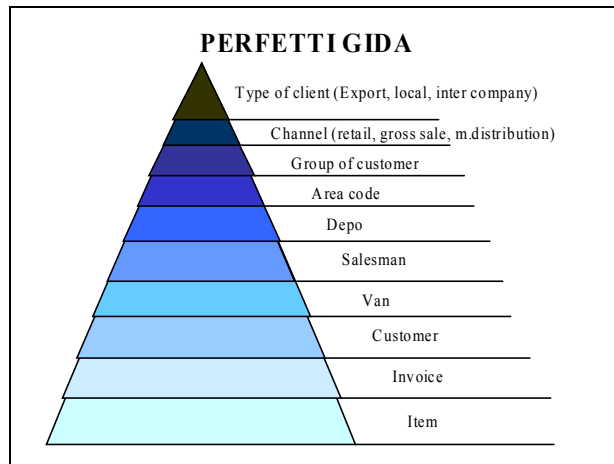 PERFETTI GIDA
Type of client (Export, local, inter company)
Channel (retail, gross sale, m.distribution)
Group of customer
Area code
Depo
Salesman
Van
Customer
Invoice
Item